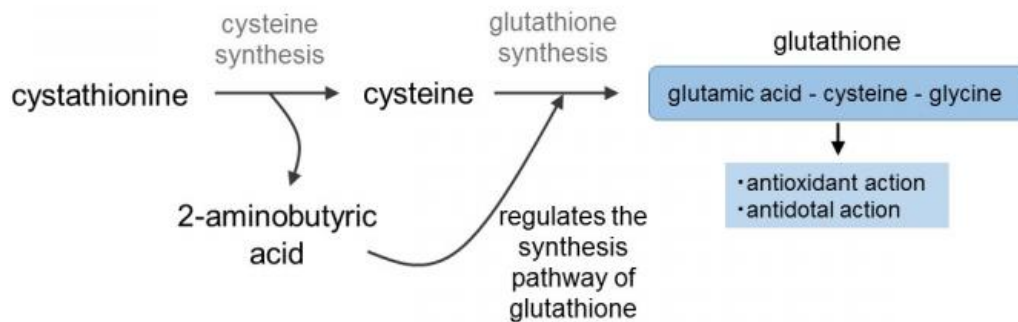 cysteine
synthesis
glutathione
synthesis
glutathione
cystathionine
cysteine
glutamic acid - cysteine - glycine
・antioxidant action
・antidotal action
2-aminobutyric
acid
regulates the
synthesis
pathway of
glutathione